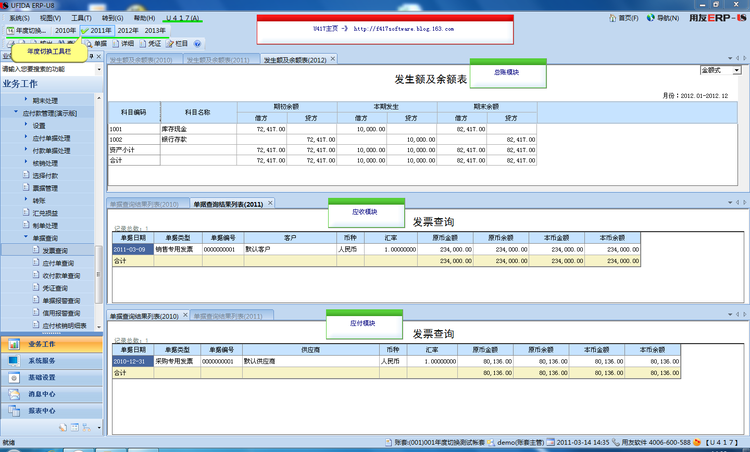 UFIDA ERP-U8
系统(S) 视图(V) 工具(T) 转到(G) 帮助(H) U417
U417主页 -> http://f417software.blog.163.com
首页(F) 导航(N) 用友ERP-U8
年度切换... 2010年 2011年 2012年 2013年
单据 详细 凭证 栏目
年度切换工具栏
请输入您要搜索的功能
业务工作
期末处理
应付款管理[演示版]
设置
应付单据处理
付款单据处理
核销处理
选择付款
票据管理
转账
汇兑损益
制单处理
单据查询
发票查询
应付单查询
收付款单查询
凭证查询
单据报警查询
信用报警查询
应付核销明细表
业务工作
系统服务
基础设置
消息中心
报表中心
发生额及余额表(2010) 发生额及余额表(2011) 发生额及余额表(2012)
发生额及余额表
总账模块
金额式
月份：2012.01-2012.12
科目编码 科目名称 期初余额 本期发生 期末余额
借方 贷方 借方 贷方 借方 贷方
1001 库存现金 72,417.00 10,000.00 82,417.00
1002 银行存款 72,417.00 10,000.00 82,417.00
资产小计 72,417.00 72,417.00 10,000.00 10,000.00 82,417.00 82,417.00
合计 72,417.00 72,417.00 10,000.00 10,000.00 82,417.00 82,417.00
单据查询结果列表(2010) 单据查询结果列表(2011)
应收模块
发票查询
记录总数：1
单据日期 单据类型 单据编号 客户 币种 汇率 原币金额 原币余额 本币金额 本币余额
2011-03-09 销售专用发票 0000000001 默认客户 人民币 1.00000000 234,000.00 234,000.00 234,000.00 234,000.00
合计 234,000.00 234,000.00 234,000.00 234,000.00
单据查询结果列表(2010) 单据查询结果列表(2011)
应付模块
发票查询
记录总数：1
单据日期 单据类型 单据编号 供应商 币种 汇率 原币金额 原币余额 本币金额 本币余额
2010-12-31 采购专用发票 0000000001 默认供应商 人民币 1.00000000 80,136.00 80,136.00 80,136.00 80,136.00
合计 80,136.00 80,136.00 80,136.00 80,136.00
就绪 账套:(001)001年度切换测试帐套 demo(账套主管) 2011-03-14 14:35 用友软件 4006-600-588 【U417】